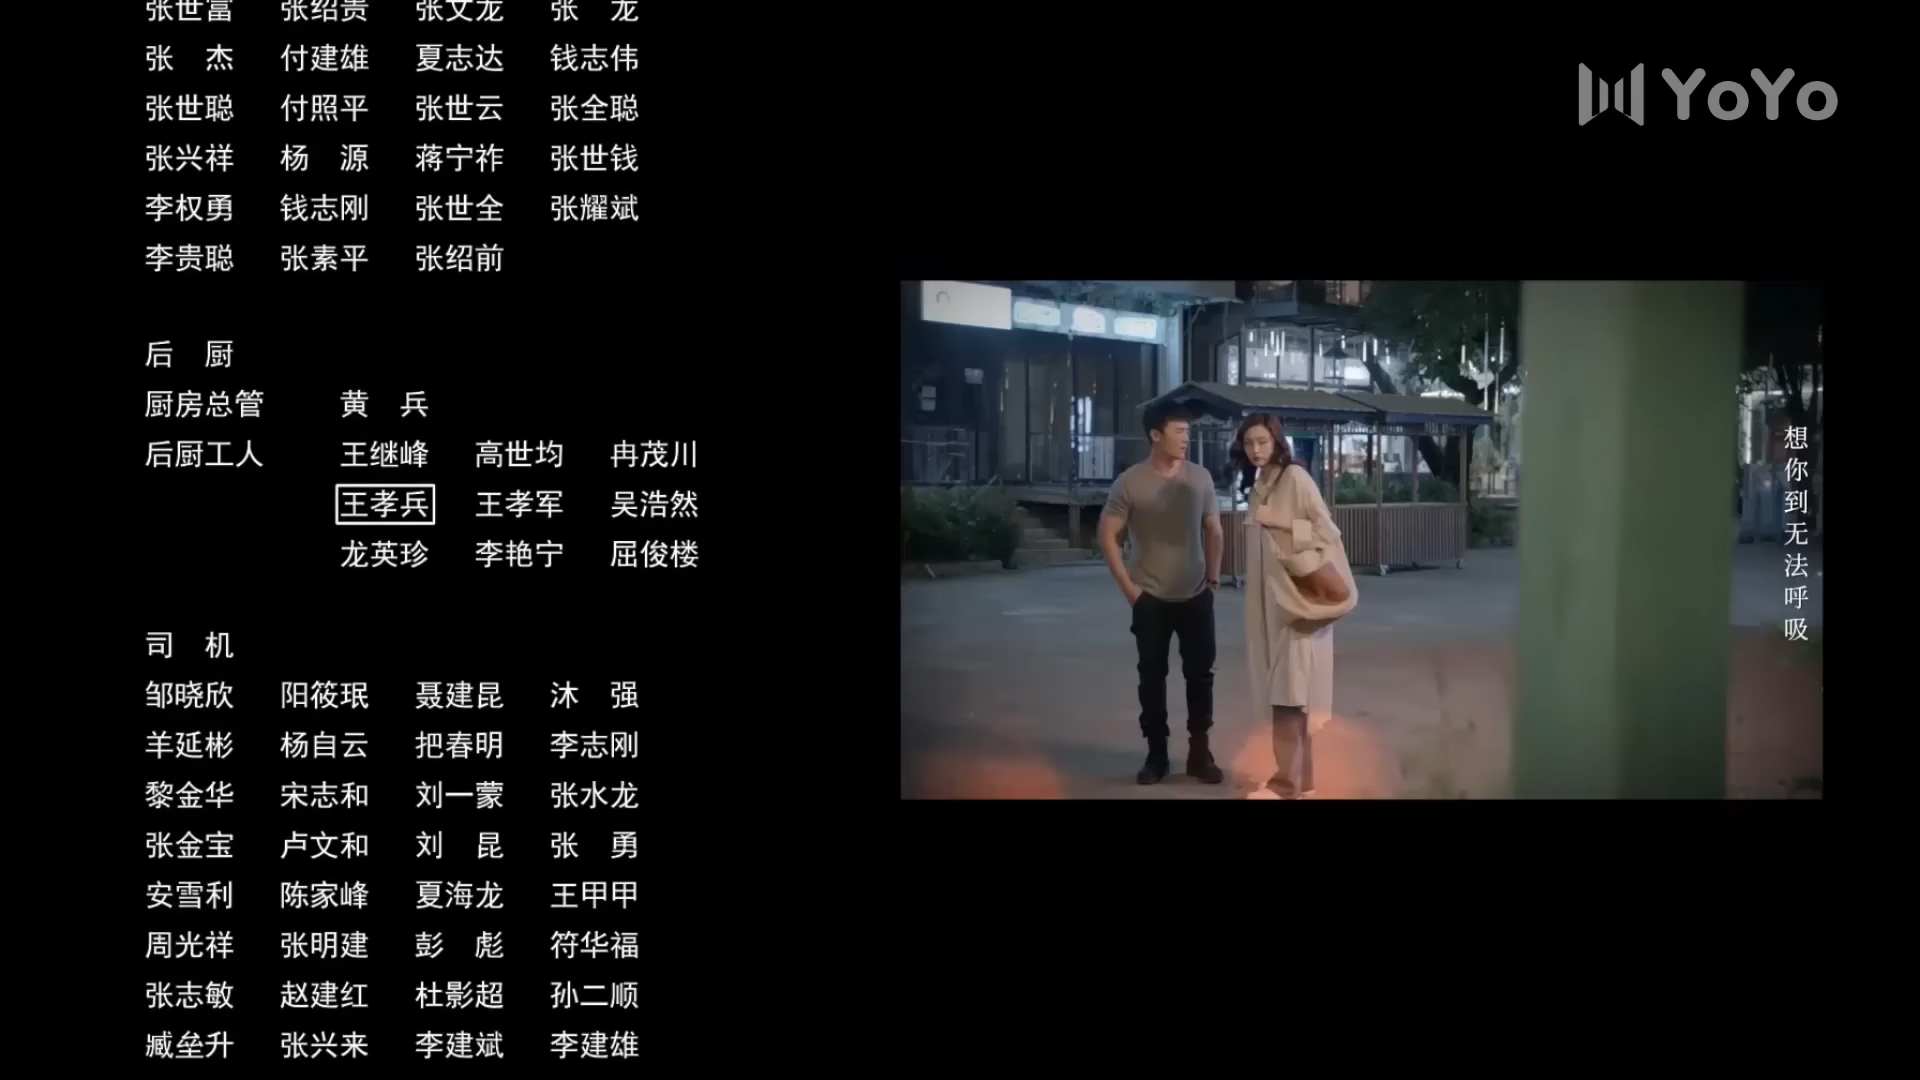 张世富 张绍贵 张文龙 张 龙
张 杰 付建雄 夏志达 钱志伟
张世聪 付照平 张世云 张全聪
张兴祥 杨 源 蒋宁祚 张世钱
李权勇 钱志刚 张世全 张耀斌
李贵聪 张素平 张绍前
后 厨
厨房总管 黄 兵
后厨工人 王继峰 高世均 冉茂川
王孝兵 王孝军 吴浩然
龙英珍 李艳宁 屈俊楼
司 机
邹晓欣 阳筱珉 聂建昆 沐 强
羊延彬 杨自云 把春明 李志刚
黎金华 宋志和 刘一蒙 张水龙
张金宝 卢文和 刘 昆 张 勇
安雪利 陈家峰 夏海龙 王甲甲
周光祥 张明建 彭 彪 符华福
张志敏 赵建红 杜影超 孙二顺
臧垒升 张兴来 李建斌 李建雄
YoYo
想你到无法呼吸